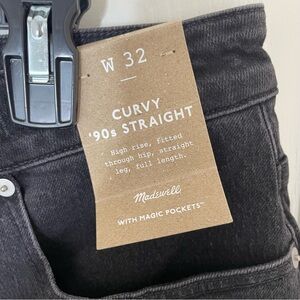 W 32
CURVY
'90s STRAIGHT
High rise, fitted
through hip, straight
leg, full length.
Madewell
WITH MAGIC POCKETS™